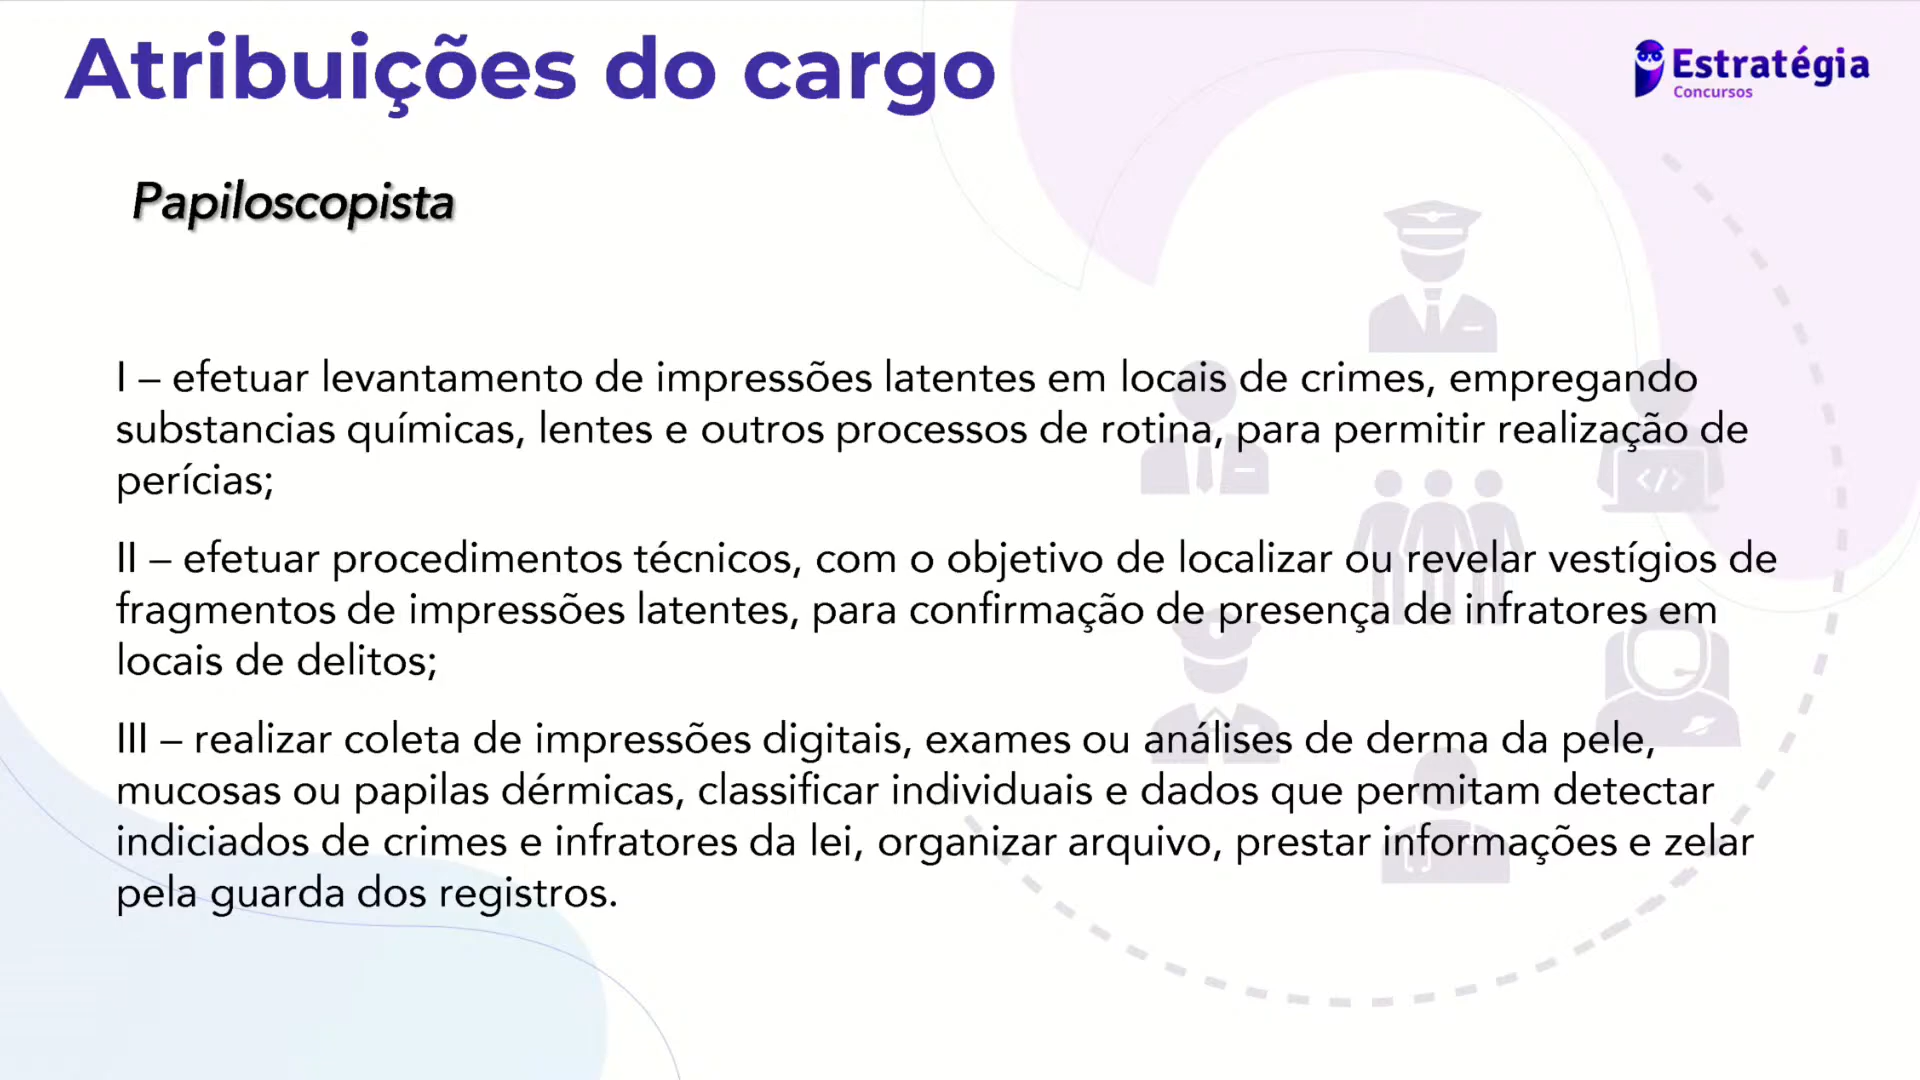 Atribuições do cargo
Estratégia
Concursos
Papiloscopista
I – efetuar levantamento de impressões latentes em locais de crimes, empregando
substancias químicas, lentes e outros processos de rotina, para permitir realização de
perícias;
II – efetuar procedimentos técnicos, com o objetivo de localizar ou revelar vestígios de
fragmentos de impressões latentes, para confirmação de presença de infratores em
locais de delitos;
III – realizar coleta de impressões digitais, exames ou análises de derma da pele,
mucosas ou papilas dérmicas, classificar individuais e dados que permitam detectar
indiciados de crimes e infratores da lei, organizar arquivo, prestar informações e zelar
pela guarda dos registros.